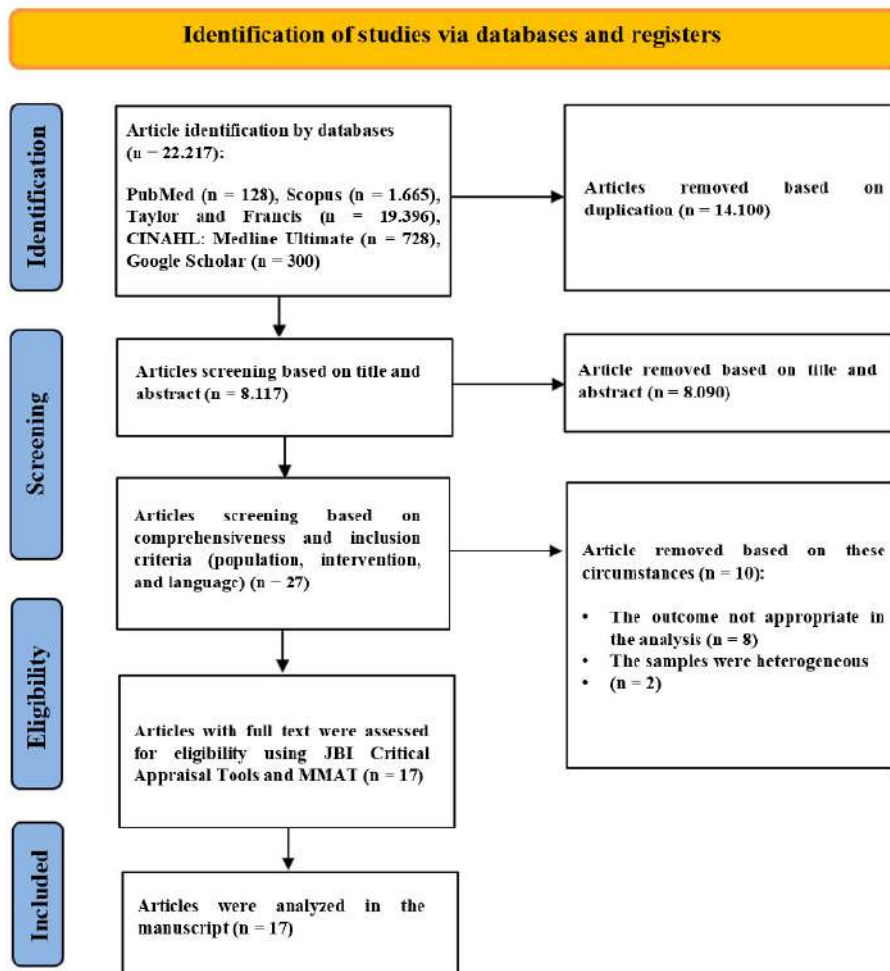 Identification of studies via databases and registers
Identification
Article identification by databases
(n = 22.217):
PubMed (n = 128), Scopus (n = 1.665),
Taylor and Francis (n = 19.396),
CINAHL: Medline Ultimate (n = 728),
Google Scholar (n = 300)
Articles removed based on
duplication (n = 14.100)
Screening
Articles screening based on title and
abstract (n = 8.117)
Article removed based on title and
abstract (n = 8.090)
Articles screening based on
comprehensiveness and inclusion
criteria (population, intervention,
and language) (n = 27)
Article removed based on these
circumstances (n = 10):
• The outcome not appropriate in
the analysis (n = 8)
• The samples were heterogeneous
• (n = 2)
Eligibility
Articles with full text were assessed
for eligibility using JBI Critical
Appraisal Tools and MMAT (n = 17)
Included
Articles were analyzed in the
manuscript (n = 17)